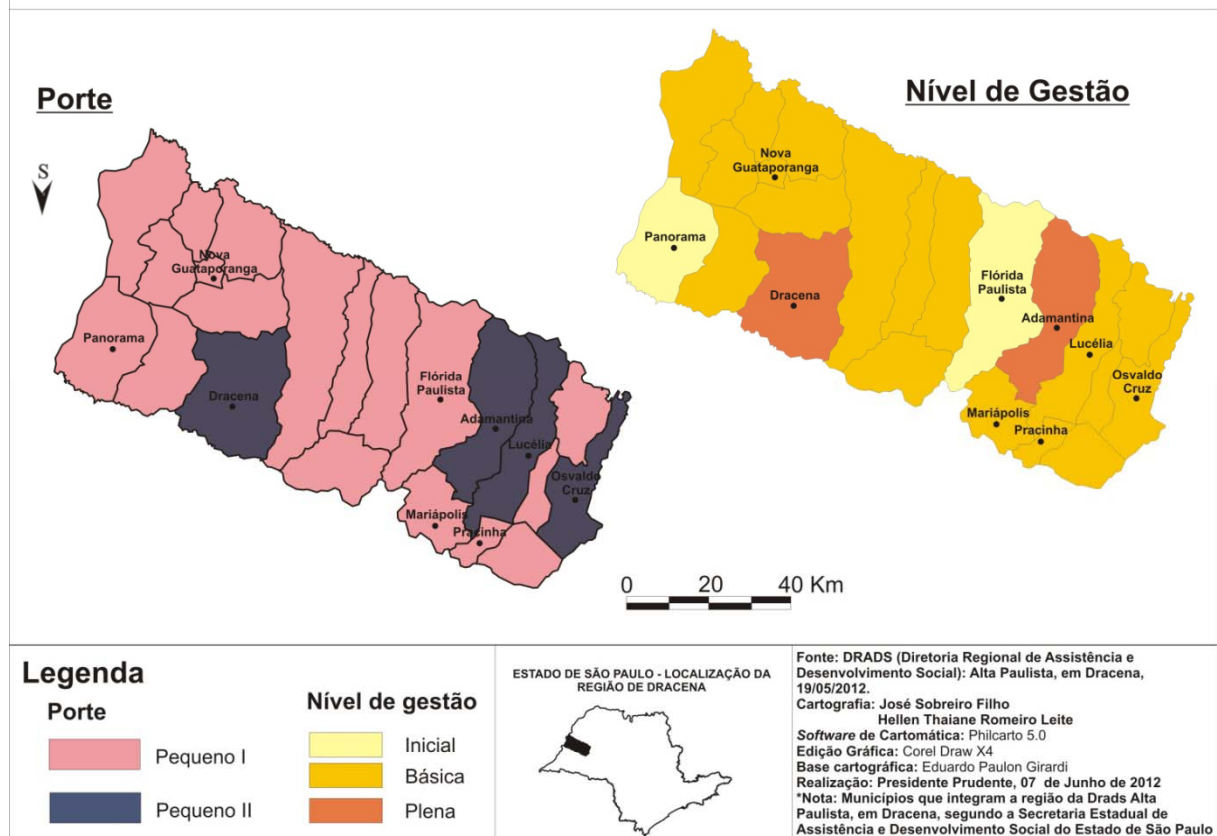 Porte
S
Nova
Guataporanga
Panorama
Dracena
Flórida
Paulista
Adamantina
Lucélia
Osvaldo
Cruz
Mariápolis
Pracinha
Nível de Gestão
Nova
Guataporanga
Panorama
Dracena
Flórida
Paulista
Adamantina
Lucélia
Osvaldo
Cruz
Mariápolis
Pracinha
0 20 40 Km
Legenda
Porte
Pequeno I
Pequeno II
Nível de gestão
Inicial
Básica
Plena
ESTADO DE SÃO PAULO - LOCALIZAÇÃO DA
REGIÃO DE DRACENA
Fonte: DRADS (Diretoria Regional de Assistência e
Desenvolvimento Social): Alta Paulista, em Dracena,
19/05/2012.
Cartografia: José Sobreiro Filho
Hellen Thaiane Romeiro Leite
Software de Cartomática: Philcarto 5.0
Edição Gráfica: Corel Draw X4
Base cartográfica: Eduardo Paulon Girardi
Realização: Presidente Prudente, 07 de Junho de 2012
*Nota: Municípios que integram a região da Drads Alta
Paulista, em Dracena, segundo a Secretaria Estadual de
Assistência e Desenvolvimento Social do Estado de São Paulo